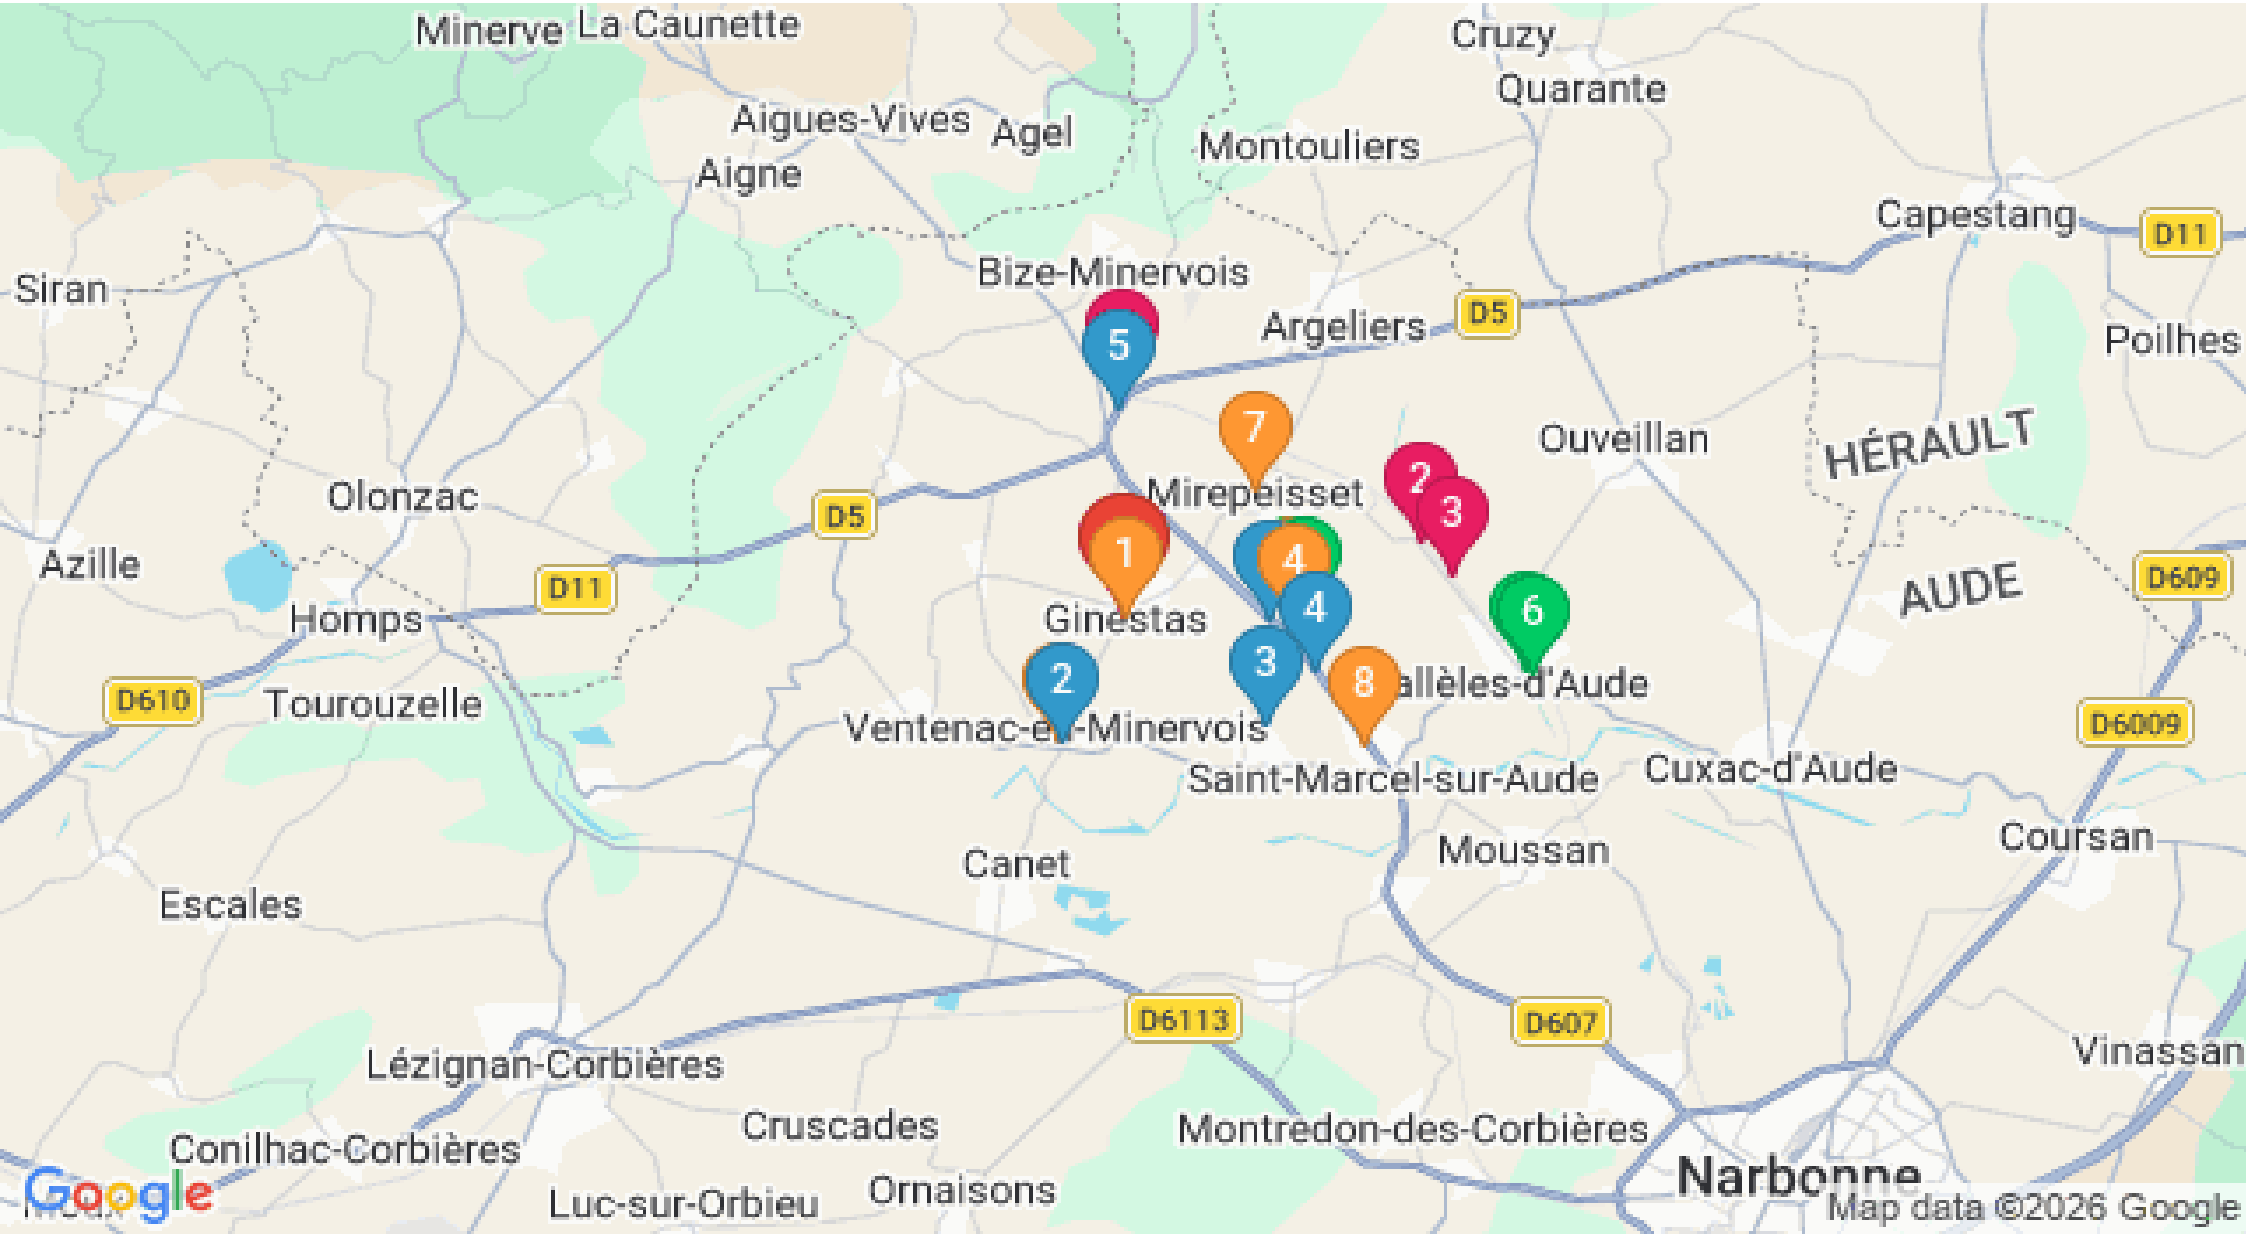 Minerve
La Caunette
Cruzy
Quarante
Aigues-Vives
Agel
Montouliers
Aigne
Capestang
D11
Siran
Bize-Minervois
Argeliers
D5
Poilhes
5
7
Ouveillan
HÉRAULT
Olonzac
D5
Mirepeisset
2
3
Azille
D11
1
4
D609
AUDE
Homps
Ginestas
4
6
D610
Tourouzelle
2
3
8
allèles-d'Aude
Ventenac-en-Minervois
D6009
Saint-Marcel-sur-Aude
Cuxac-d'Aude
Coursan
Canet
Moussan
Escales
D6113
D607
Lézignan-Corbières
Vinassan
Cruscades
Montredon-des-Corbières
Conilhac-Corbières
Narbonne
Google
Luc-sur-Orbieu
Ornaisons
Map data ©2026 Google